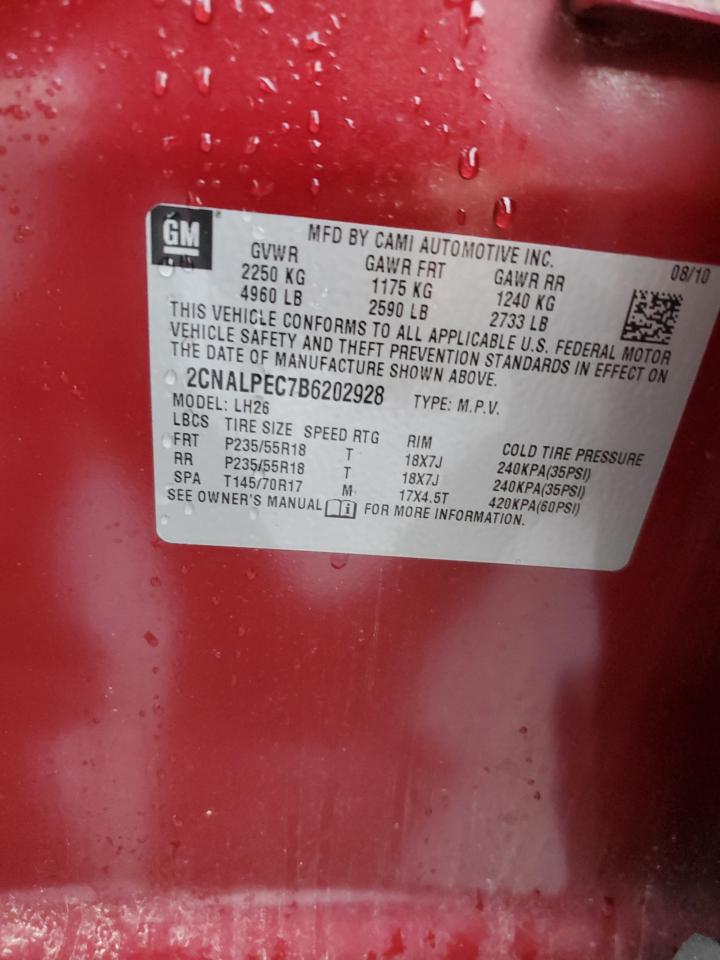 GM
MFD BY CAMI AUTOMOTIVE INC. 08/10
GVWR GAWR FRT GAWR RR
2250 KG 1175 KG 1240 KG
4960 LB 2590 LB 2733 LB
THIS VEHICLE CONFORMS TO ALL APPLICABLE U.S. FEDERAL MOTOR
VEHICLE SAFETY AND THEFT PREVENTION STANDARDS IN EFFECT ON
THE DATE OF MANUFACTURE SHOWN ABOVE.
2CNALPEC7B6202928 TYPE: M.P.V.
MODEL: LH26
LBCS TIRE SIZE SPEED RTG RIM COLD TIRE PRESSURE
FRT P235/55R18 T 18X7J 240KPA(35PSI)
RR P235/55R18 T 18X7J 240KPA(35PSI)
SPA T145/70R17 M 17X4.5T 420KPA(60PSI)
SEE OWNER'S MANUAL FOR MORE INFORMATION.